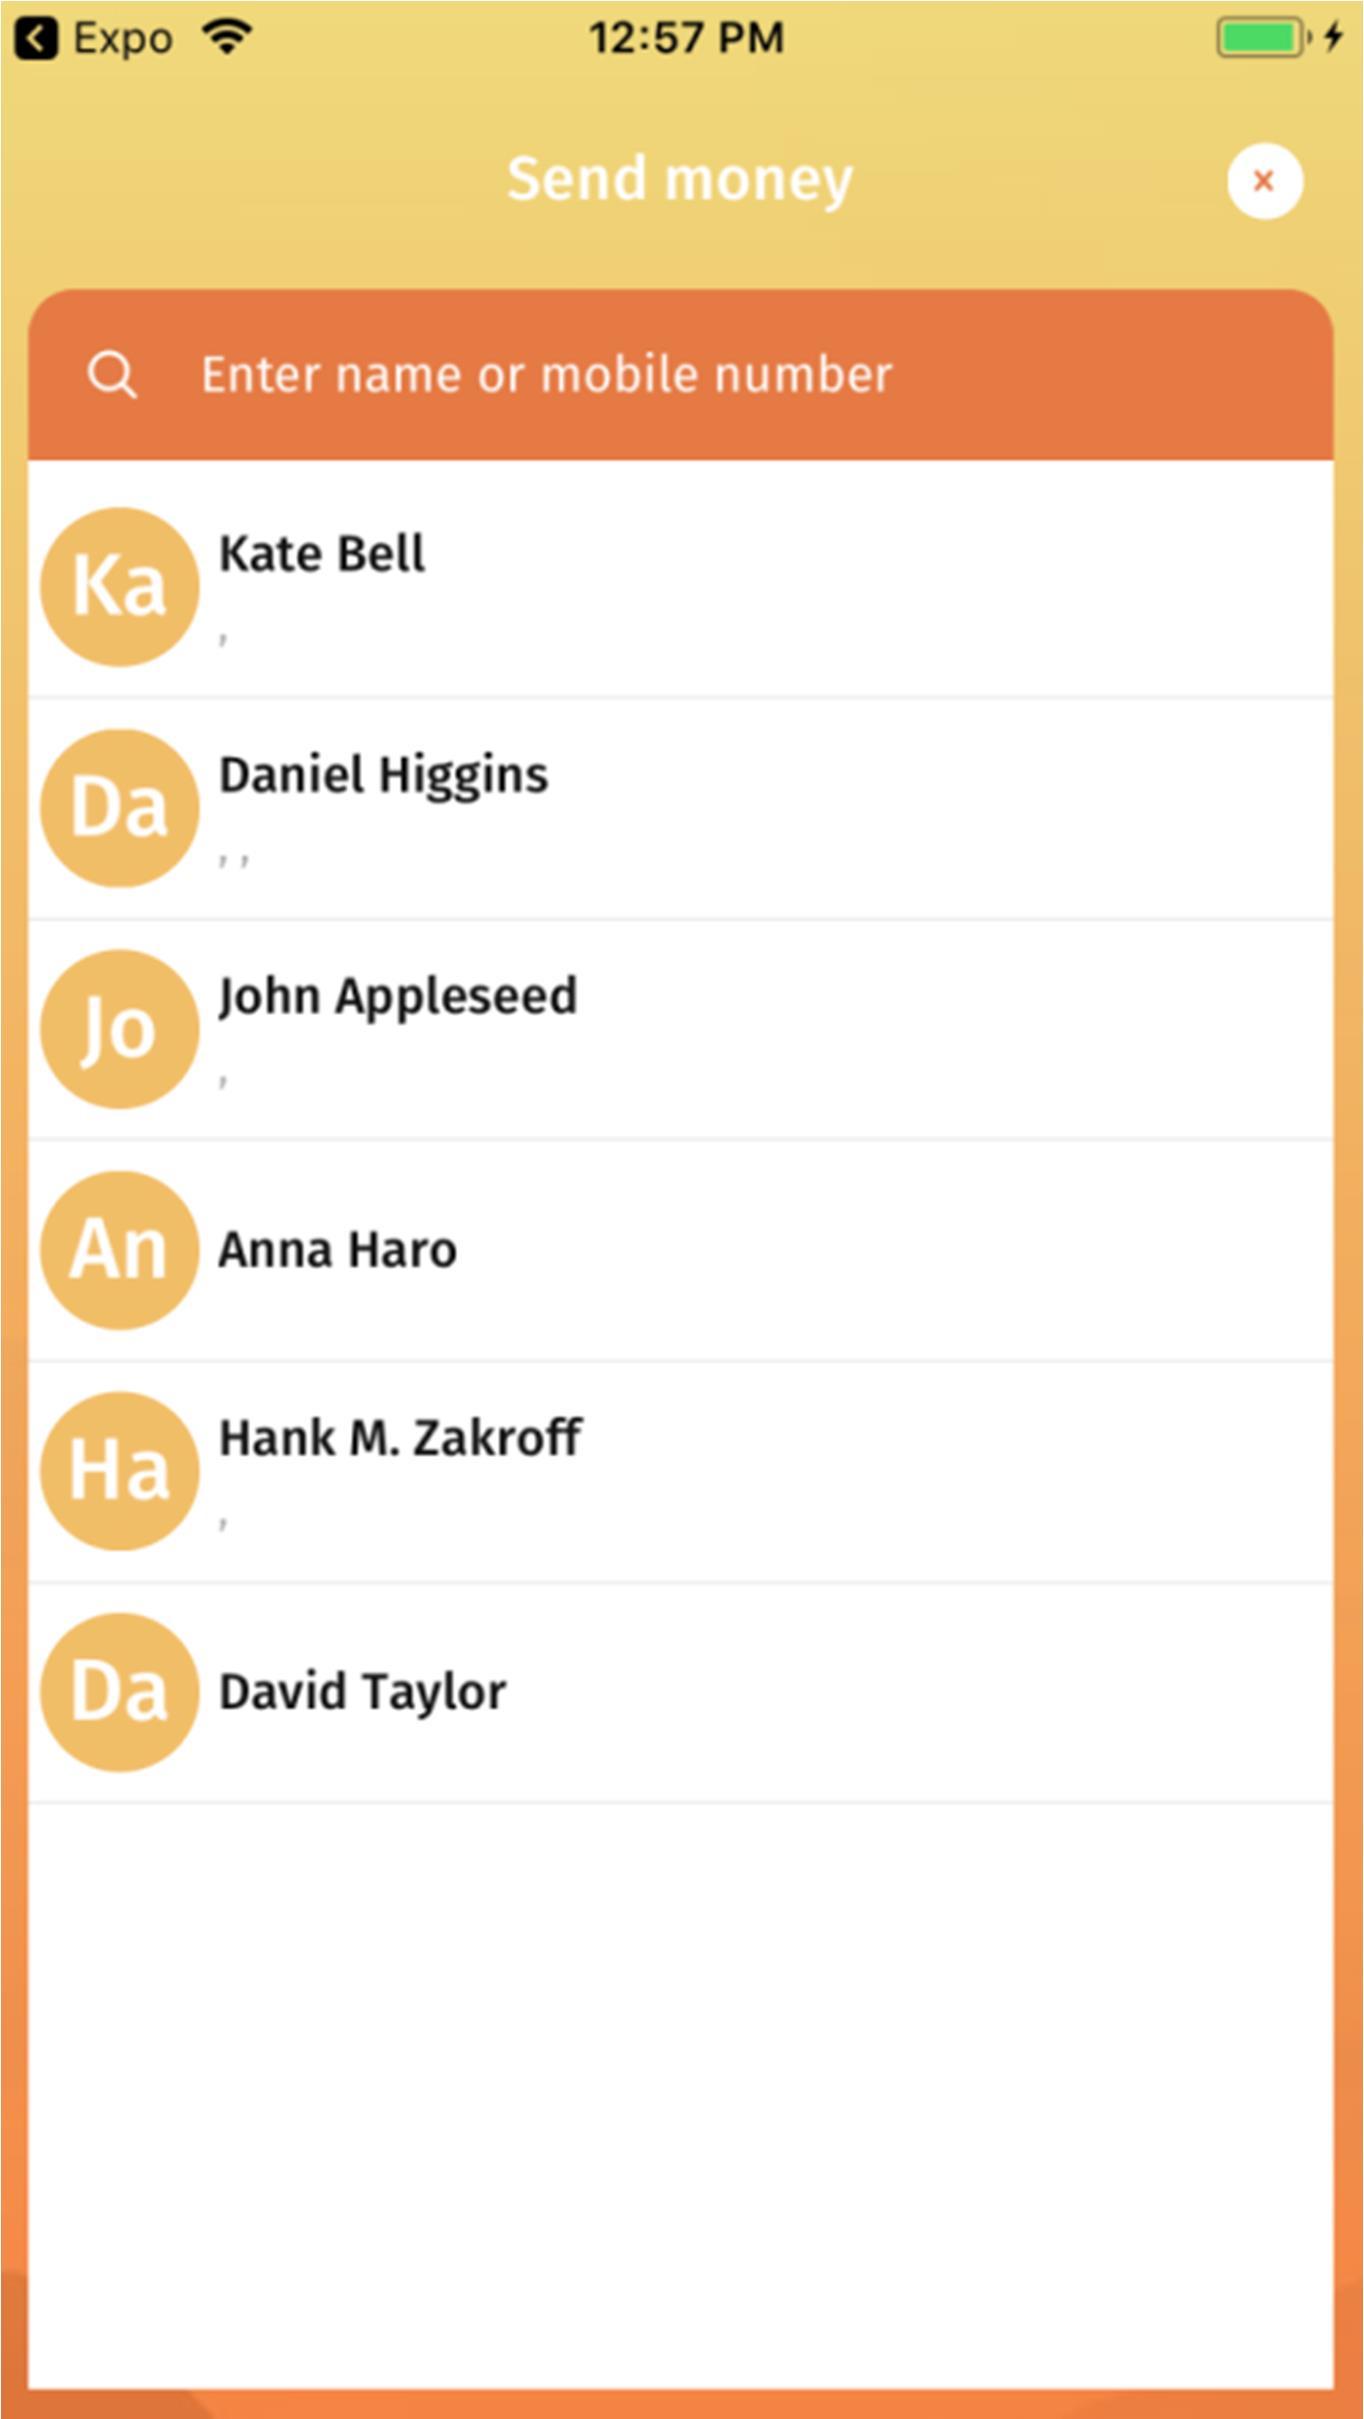 Expo 12:57 PM
Send money
×
Enter name or mobile number
Ka
Kate Bell
,
Da
Daniel Higgins
, ,
Jo
John Appleseed
,
An
Anna Haro
Ha
Hank M. Zakroff
,
Da
David Taylor